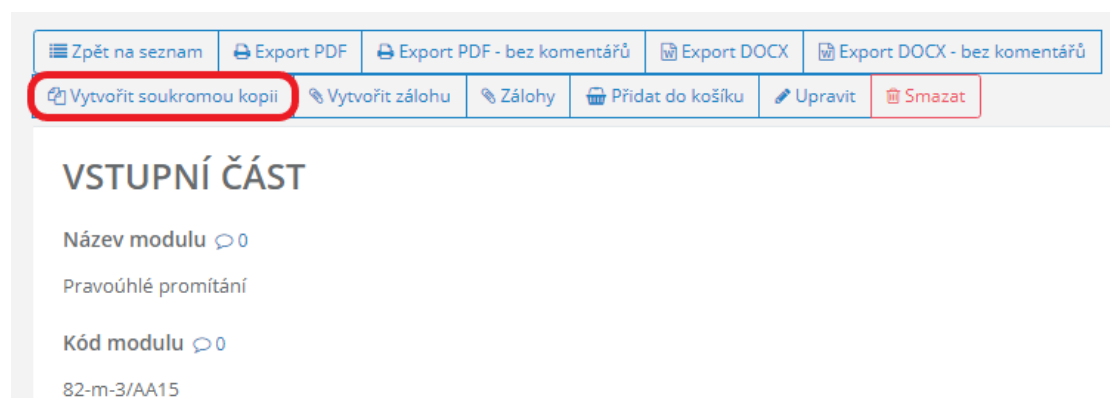 Zpět na seznam Export PDF Export PDF - bez komentářů Export DOCX Export DOCX - bez komentářů
Vytvořit soukromou kopii Vytvořit zálohu Zálohy Přidat do košíku Upravit Smazat
VSTUPNÍ ČÁST
Název modulu 0
Pravoúhlé promítání
Kód modulu 0
82-m-3/AA15